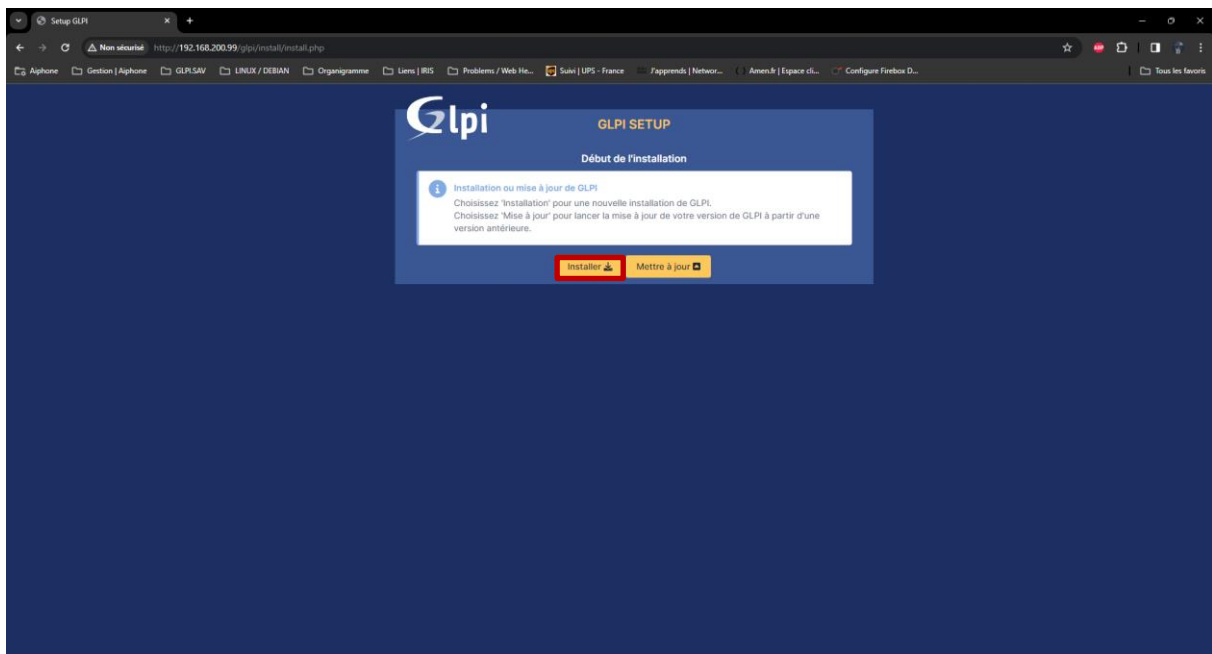 Setup GLPI
Non sécurisé http://192.168.200.99/glpi/install/install.php
Aiphone Gestion | Aiphone GLPI.SAV LINUX / DEBIAN Organigramme Liens | IRIS Problems / Web He... Suivi | UPS - France J'apprends | Networ... Amen.fr | Espace cli... Configure Firebox D... Tous les favoris
Glpi
GLPI SETUP
Début de l'installation
Installation ou mise à jour de GLPI
Choisissez 'Installation' pour une nouvelle installation de GLPI.
Choisissez 'Mise à jour' pour lancer la mise à jour de votre version de GLPI à partir d'une
version antérieure.
Installer Mettre à jour